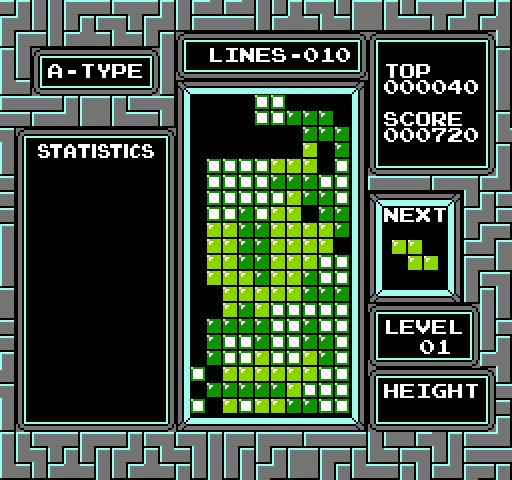 LINES-010
A-TYPE
TOP
000040
SCORE
000720
STATISTICS
NEXT
LEVEL
01
HEIGHT